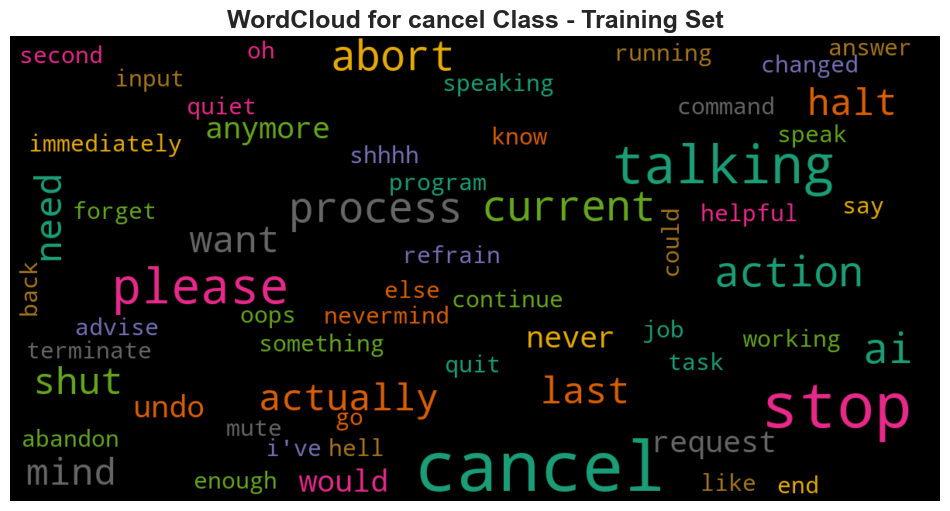 WordCloud for cancel Class - Training Set
second
oh
abort
running
answer
input
speaking
changed
quiet
command
halt
anymore
know
speak
immediately
shhhh
talking
program
need
forget
process
current
helpful
say
want
could
refrain
action
back
please
else
continue
oops
nevermind
advise
never
job
working
terminate
something
quit
task
ai
shut
actually
last
stop
undo
go
abandon
mute
i've
hell
request
mind
cancel
enough
would
like
end